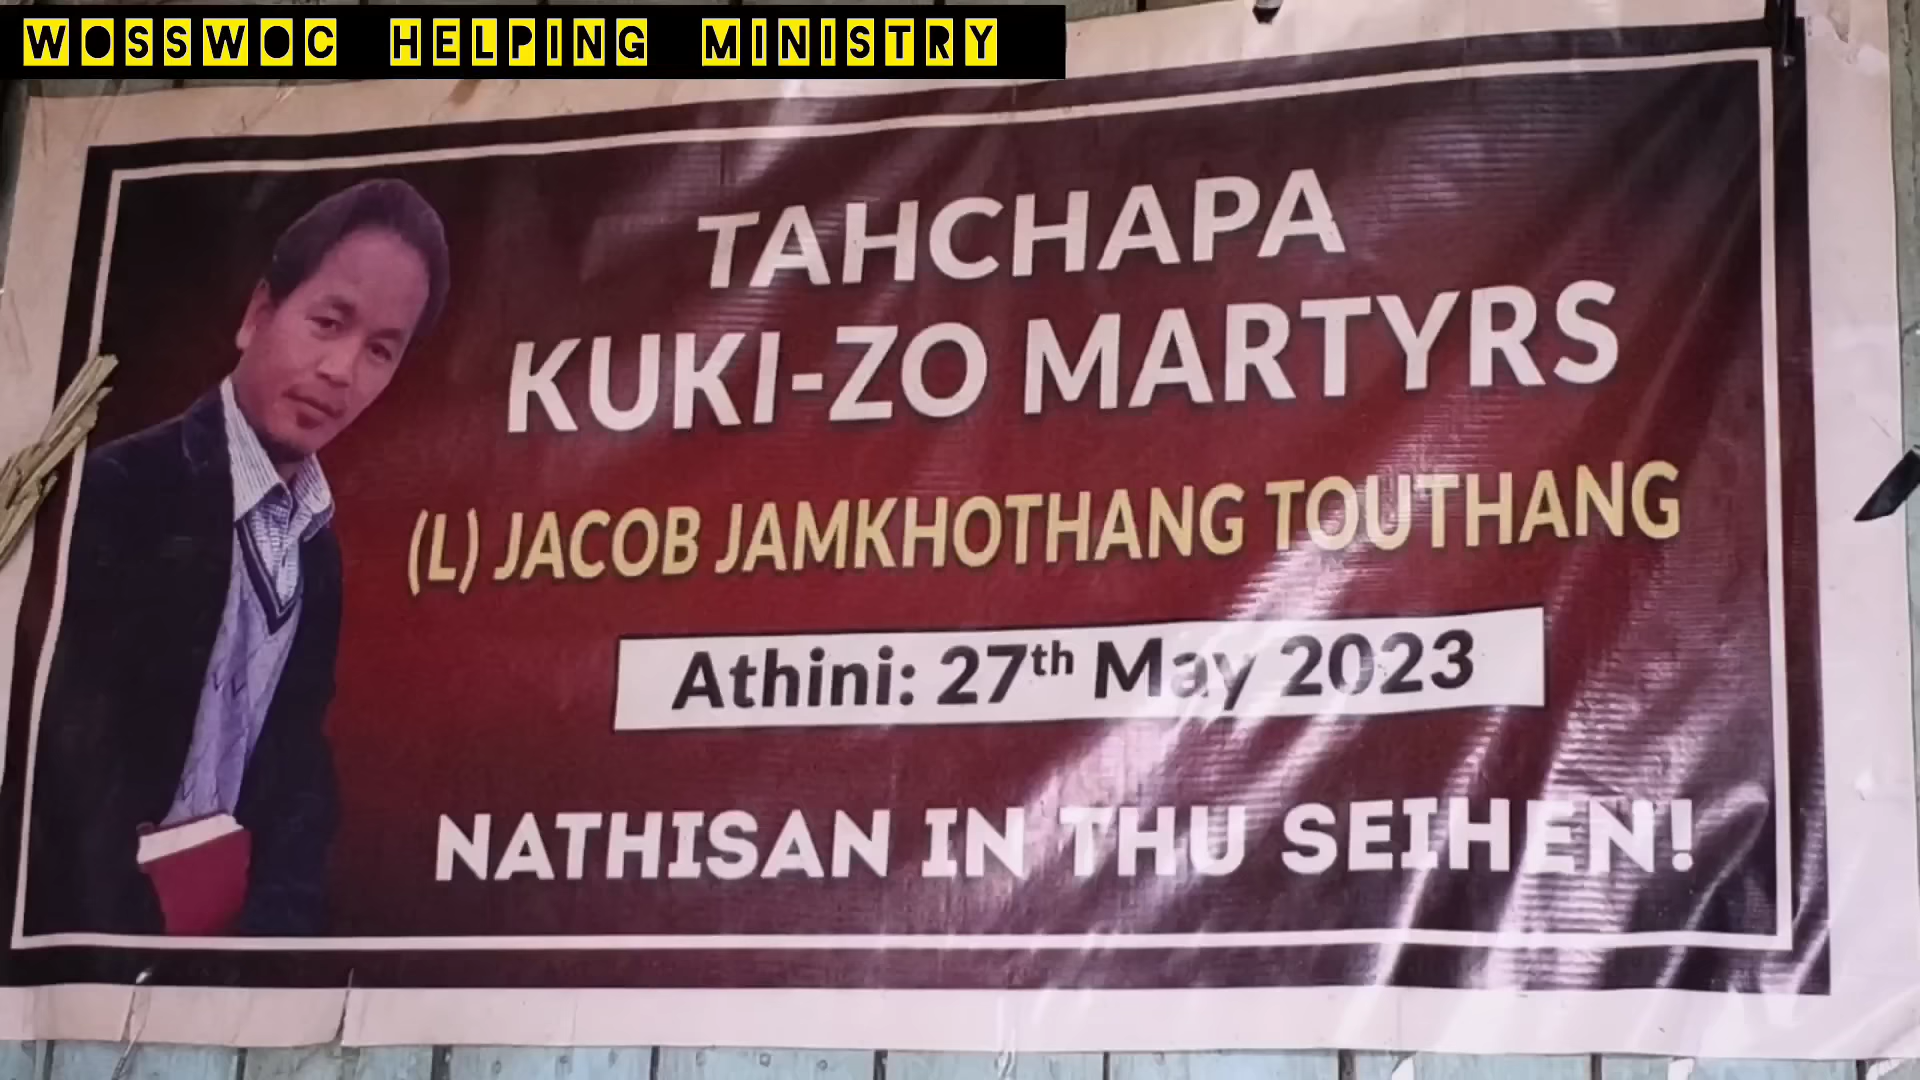 WOSSWOC HELPING MINISTRY
TAHCHAPA
KUKI-ZO MARTYRS
(L) JACOB JAMKHOTHANG TOUTHANG
Athini: 27th May 2023
NATHISAN IN THU SEIHEN!